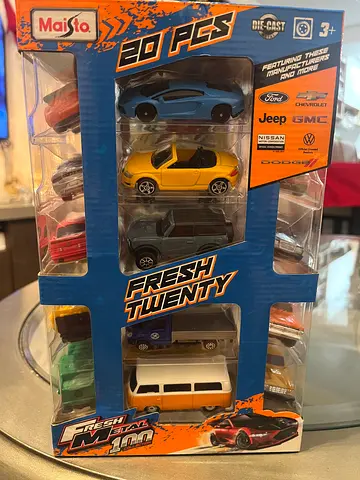 Maisto
20 PCS
DIE-CAST
3+
FEATURING THESE
MANUFACTURERS
AND MORE
Ford
CHEVROLET
Jeep
GMC
NISSAN
DODGE
FRESH
TWENTY
FRESH
METAL
100